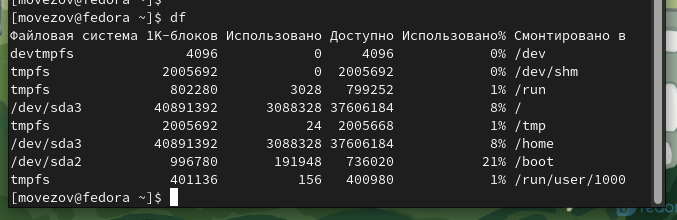 [movezov@fedora ~]$ df
Файловая система 1K-блоков Использовано Доступно Использовано% Смонтировано в
devtmpfs 4096 0 4096 0% /dev
tmpfs 2005692 0 2005692 0% /dev/shm
tmpfs 802280 3028 799252 1% /run
/dev/sda3 40891392 3088328 37606184 8% /
tmpfs 2005692 24 2005668 1% /tmp
/dev/sda3 40891392 3088328 37606184 8% /home
/dev/sda2 996780 191948 736020 21% /boot
tmpfs 401136 156 400980 1% /run/user/1000
[movezov@fedora ~]$